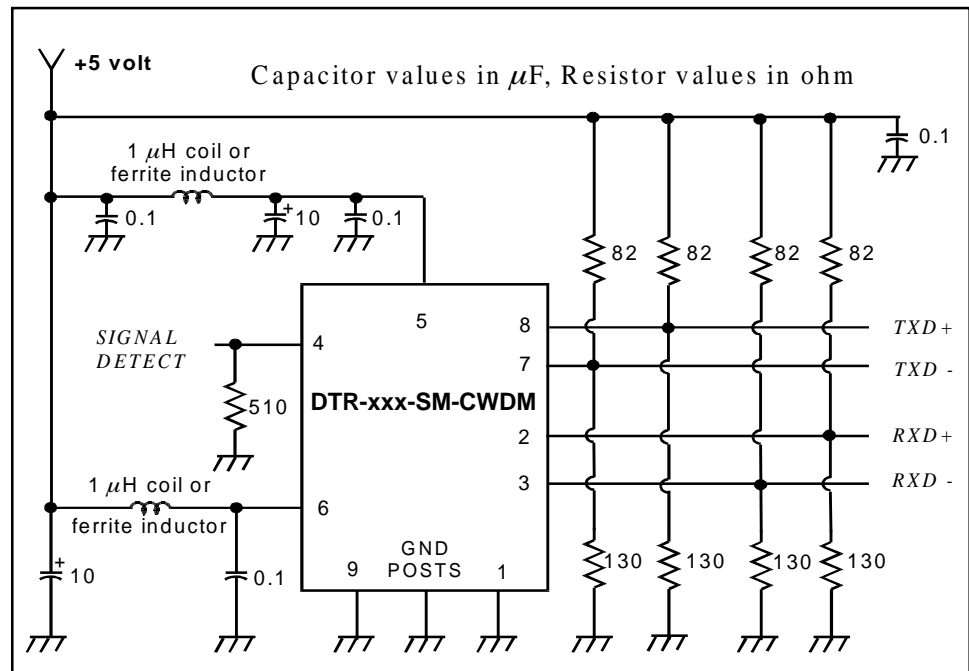 +5 volt
Capacitor values in µF, Resistor values in ohm
0.1
1 µH coil or
ferrite inductor
0.1
+
10
0.1
82
82
82
82
5
SIGNAL
DETECT
4
8
TXD+
7
TXD -
510
DTR-xxx-SM-CWDM
2
RXD+
3
RXD -
1 µH coil or
ferrite inductor
6
+
10
0.1
9
GND
POSTS
1
130
130
130
130